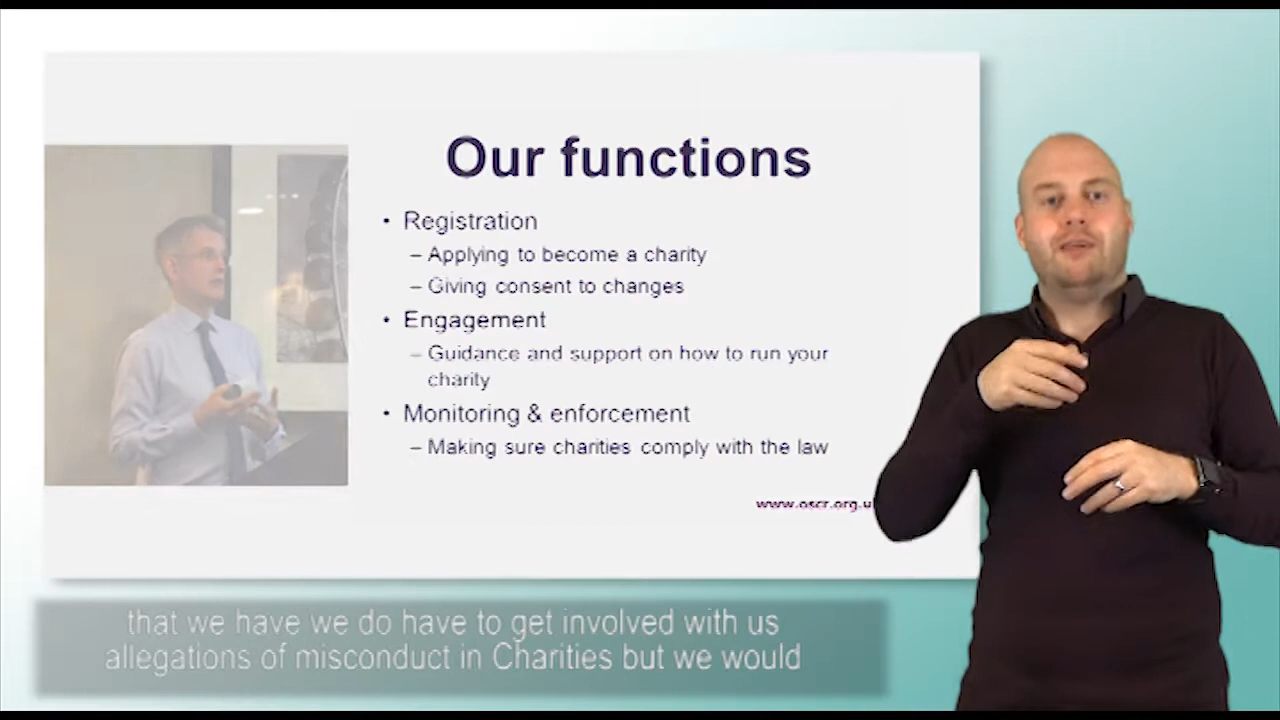 Our functions
• Registration
– Applying to become a charity
– Giving consent to changes
• Engagement
– Guidance and support on how to run your
charity
• Monitoring & enforcement
– Making sure charities comply with the law
www.oscr.org.u
that we have we do have to get involved with us
allegations of misconduct in Charities but we would